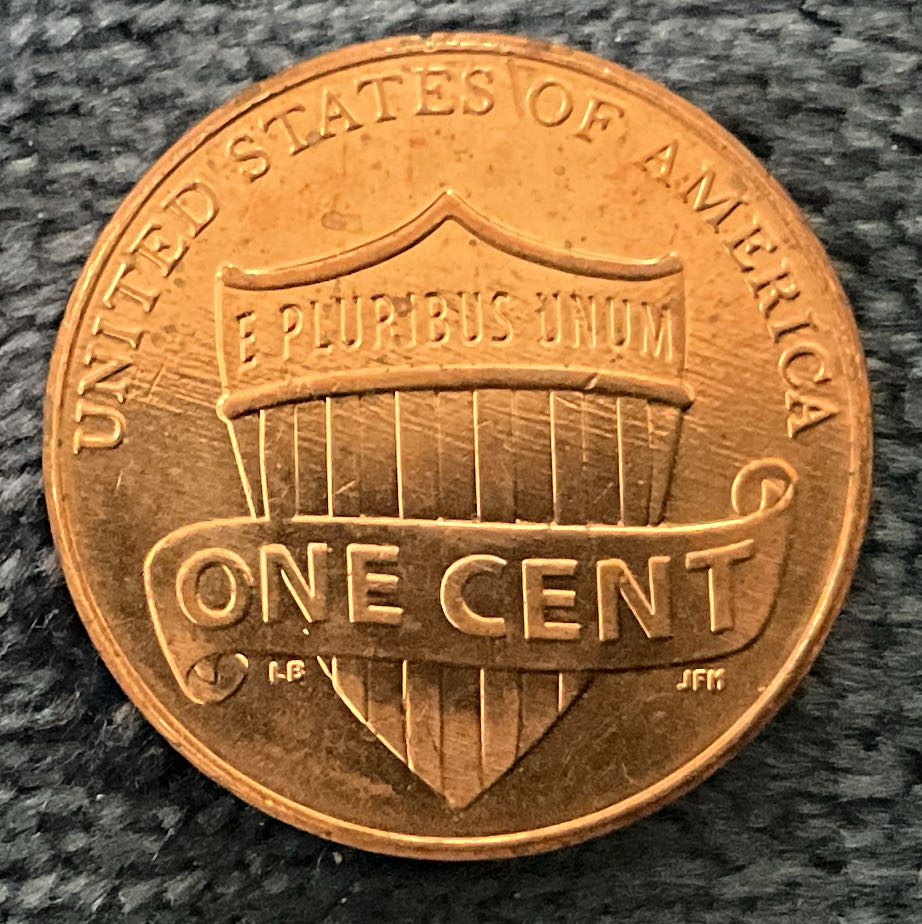 UNITED STATES OF AMERICA
E PLURIBUS UNUM
ONE CENT
LB
JFM